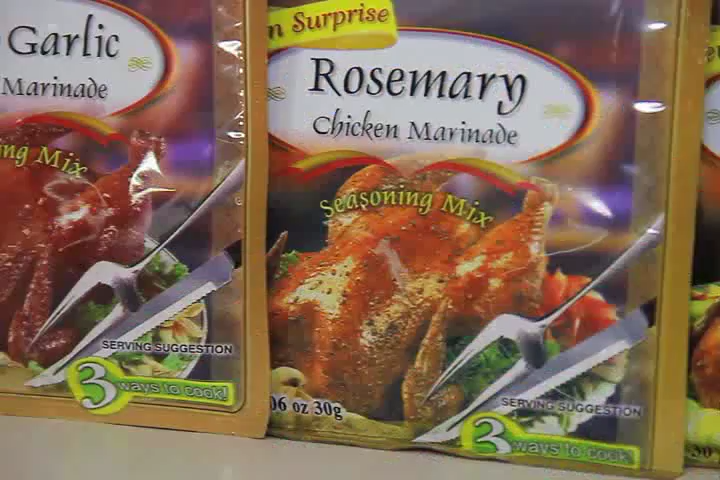 Garlic
Marinade
ng Mix
SERVING SUGGESTION
3 ways to cook!
n Surprise
Rosemary
Chicken Marinade
Seasoning Mix
06 oz 30g
SERVING SUGGESTION
3 ways to cook!